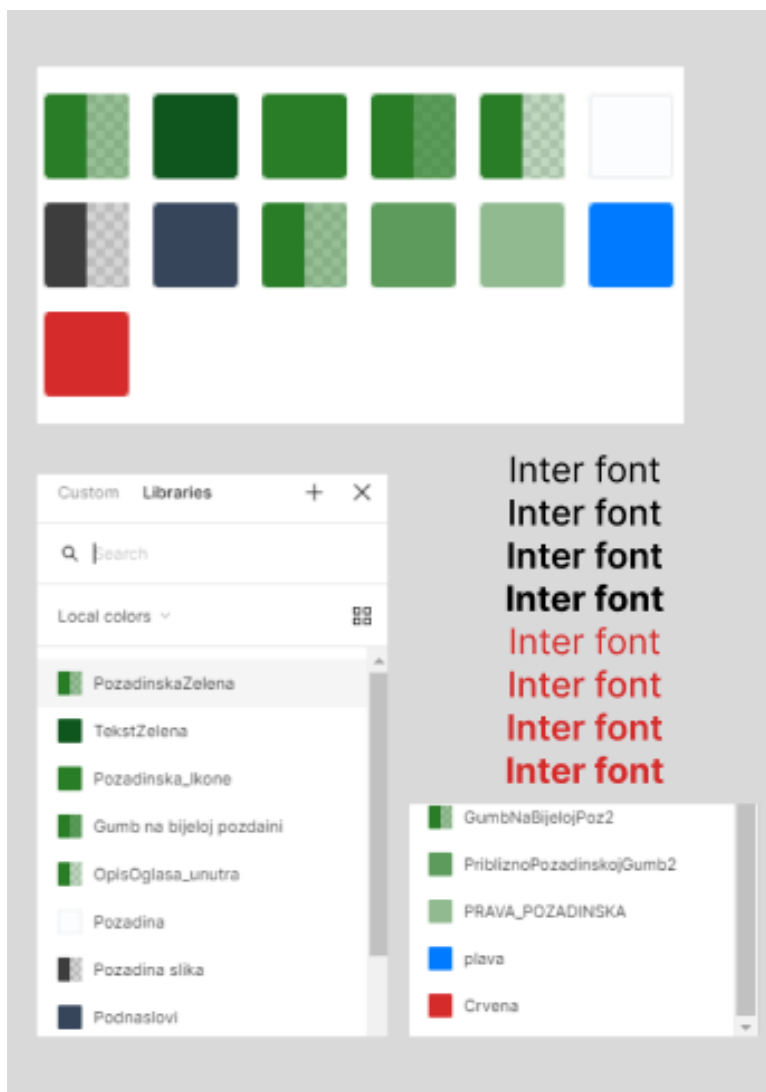 Custom Libraries
Search
Local colors
PozadinskaZelena
TekstZelena
Pozadinska_Ikone
Gumb na bijeloj pozdaini
OpisOglasa_unutra
Pozadina
Pozadina slika
Podnaslovi
Inter font
Inter font
Inter font
Inter font
Inter font
Inter font
Inter font
Inter font
GumbNaBijelojPoz2
PribliznoPozadinskojGumb2
PRAVA_POZADINSKA
plava
Crvena